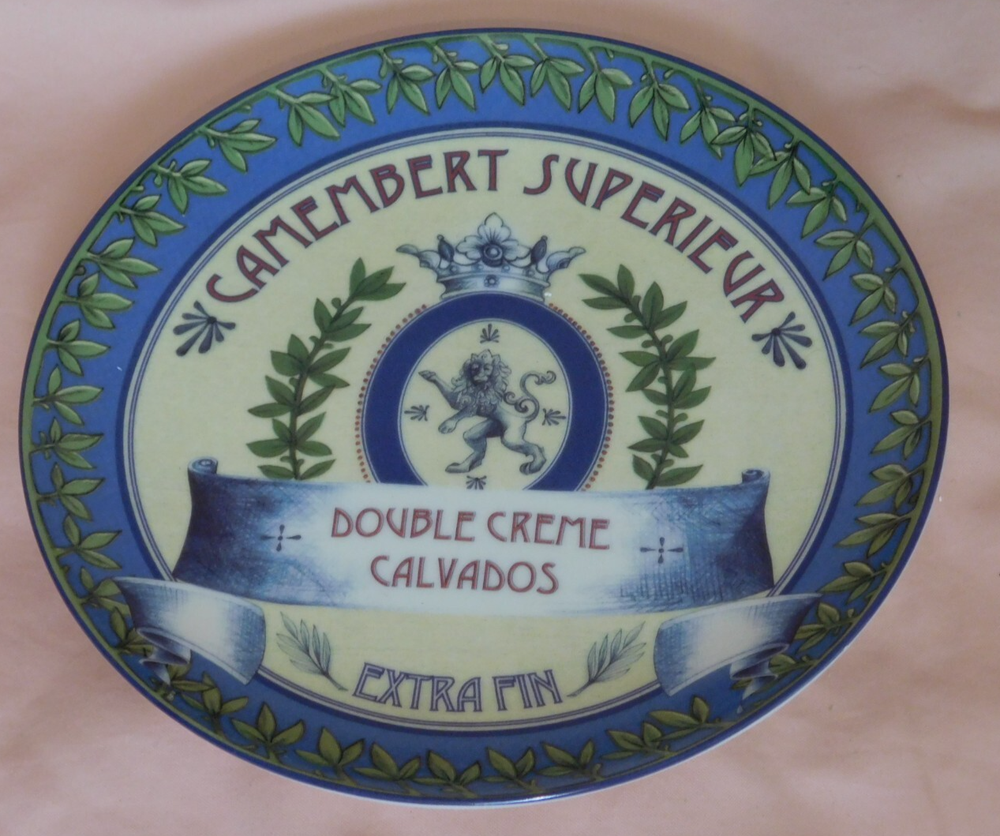 CAMEMBERT SUPERIEUR
DOUBLE CREME
CALVADOS
EXTRA FIN